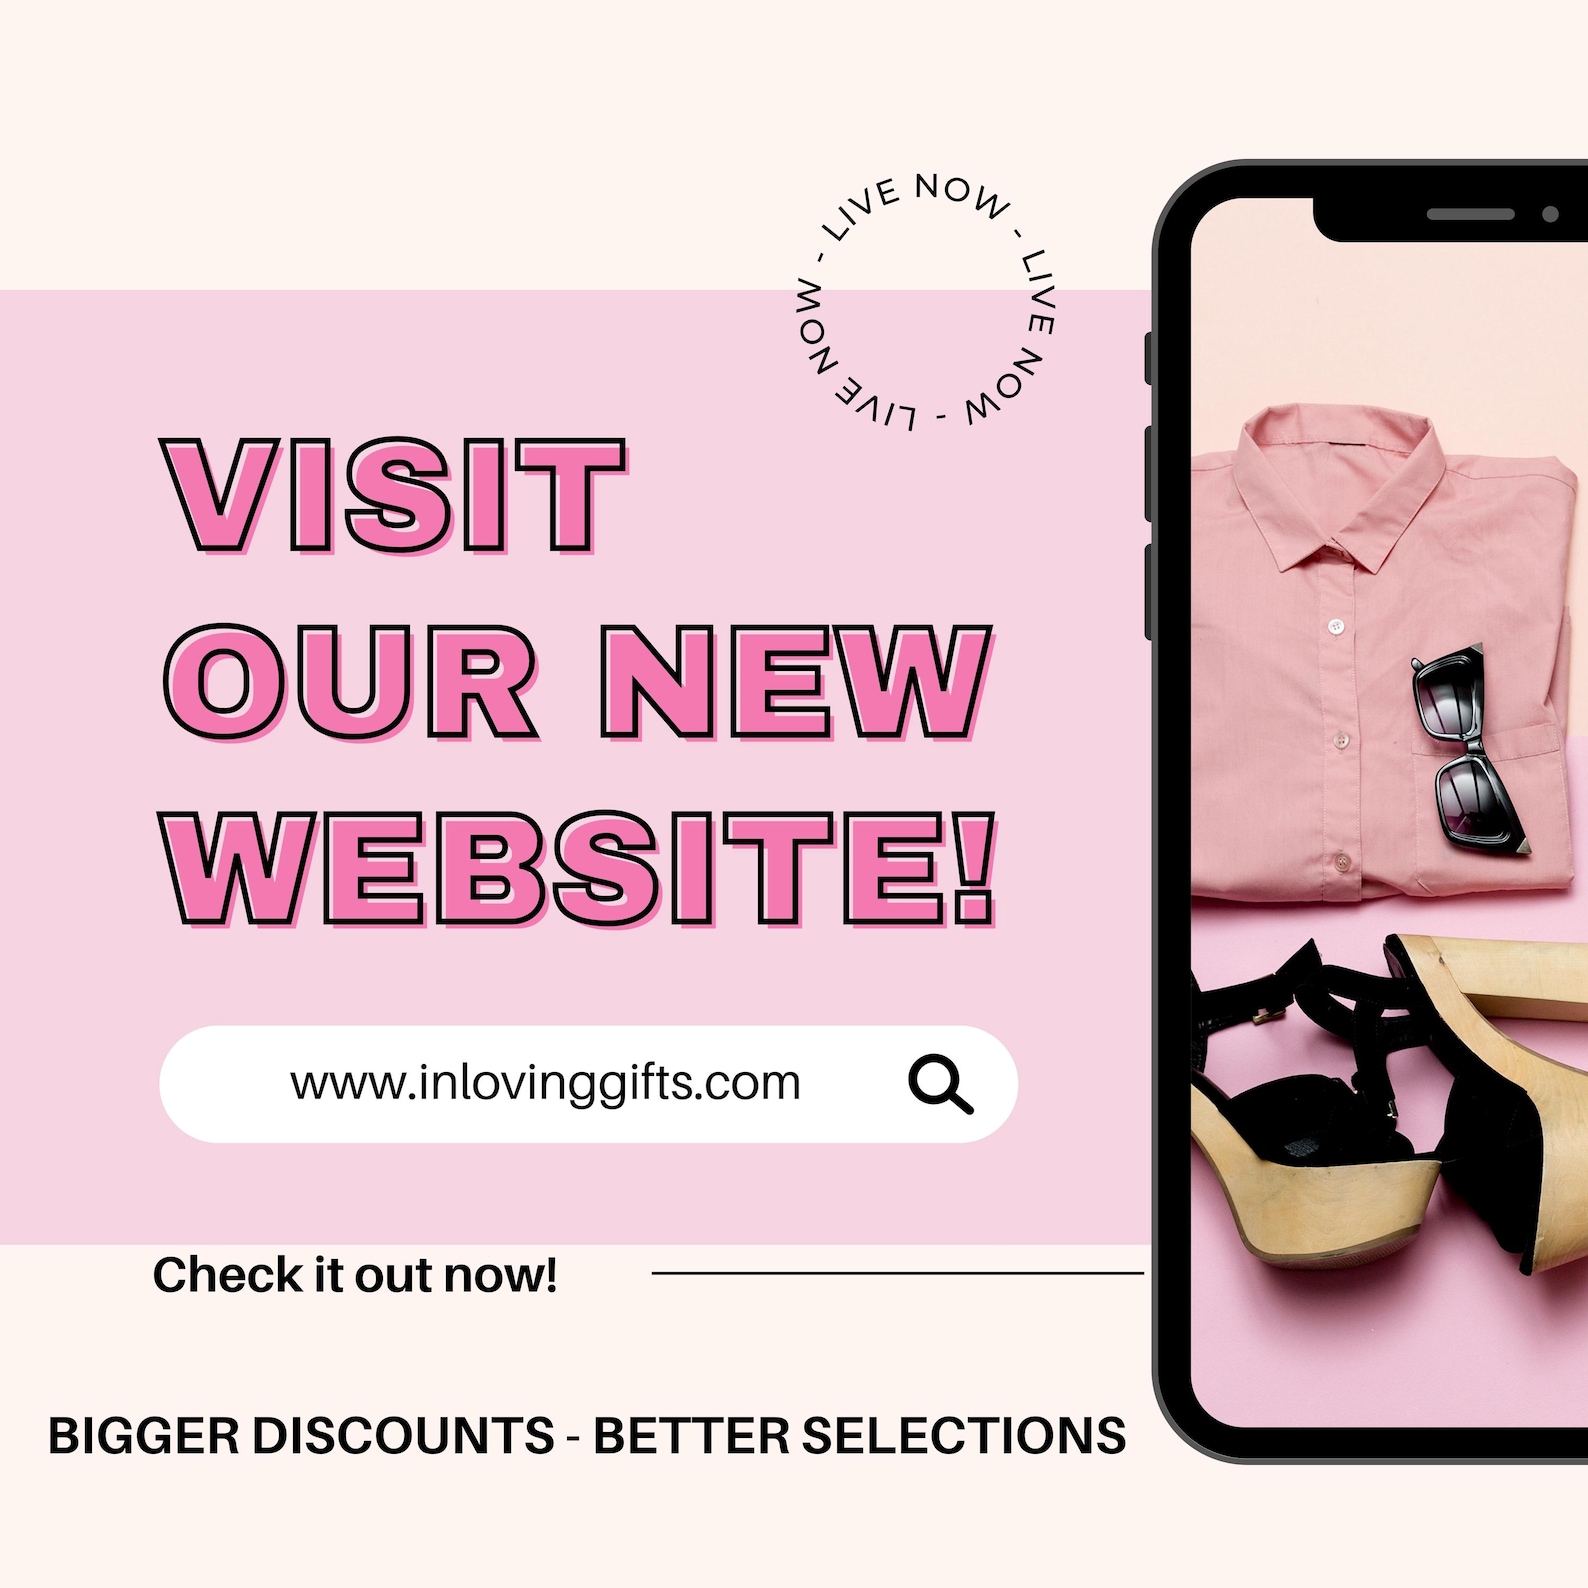 LIVE NOW - LIVE NOW - LIVE NOW -
VISIT
OUR NEW
WEBSITE!
www.inlovinggifts.com
Check it out now!
BIGGER DISCOUNTS - BETTER SELECTIONS